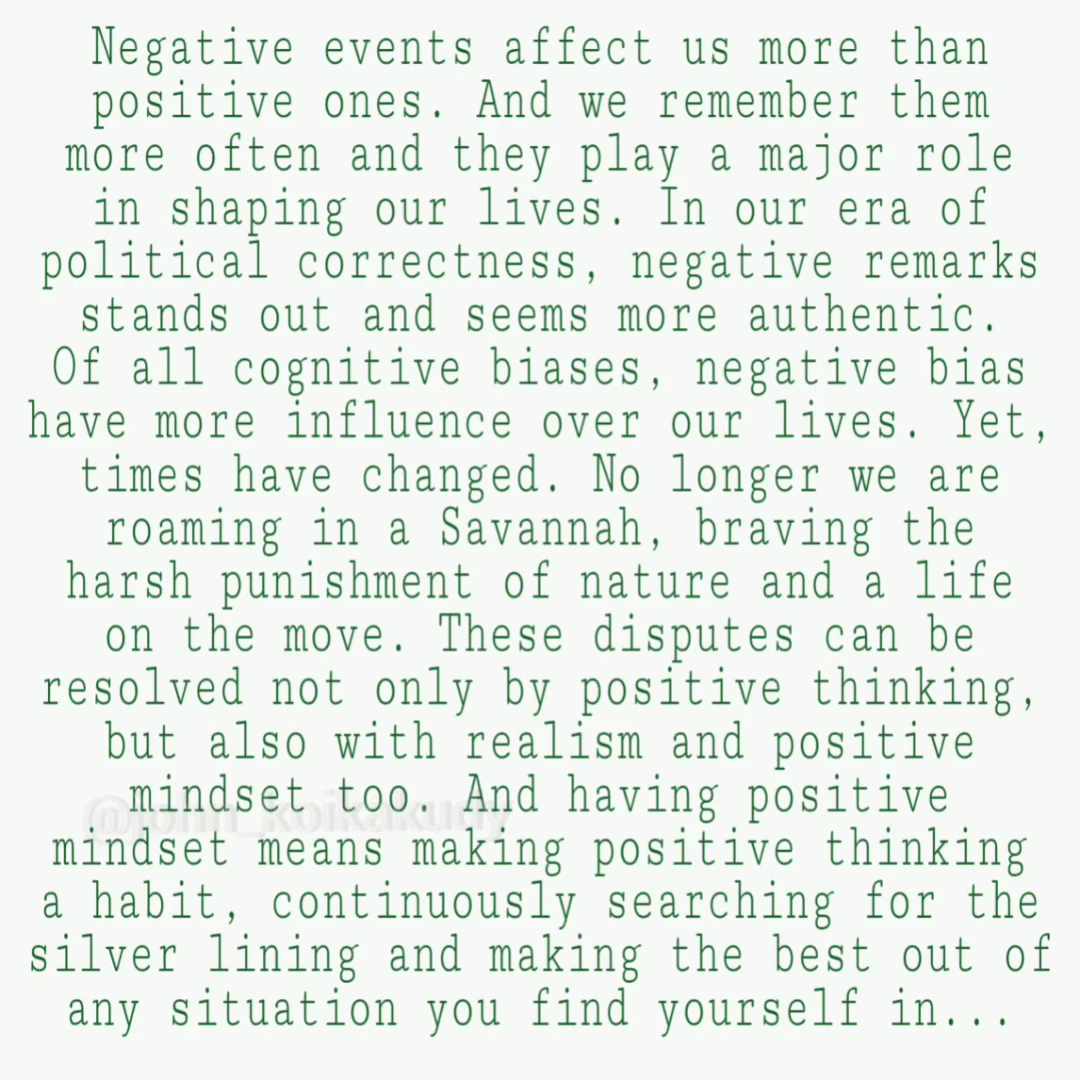 Negative events affect us more than
positive ones. And we remember them
more often and they play a major role
in shaping our lives. In our era of
political correctness, negative remarks
stands out and seems more authentic.
Of all cognitive biases, negative bias
have more influence over our lives. Yet,
times have changed. No longer we are
roaming in a Savannah, braving the
harsh punishment of nature and a life
on the move. These disputes can be
resolved not only by positive thinking,
but also with realism and positive
mindset too. And having positive
@john_koikakudy
mindset means making positive thinking
a habit, continuously searching for the
silver lining and making the best out of
any situation you find yourself in...